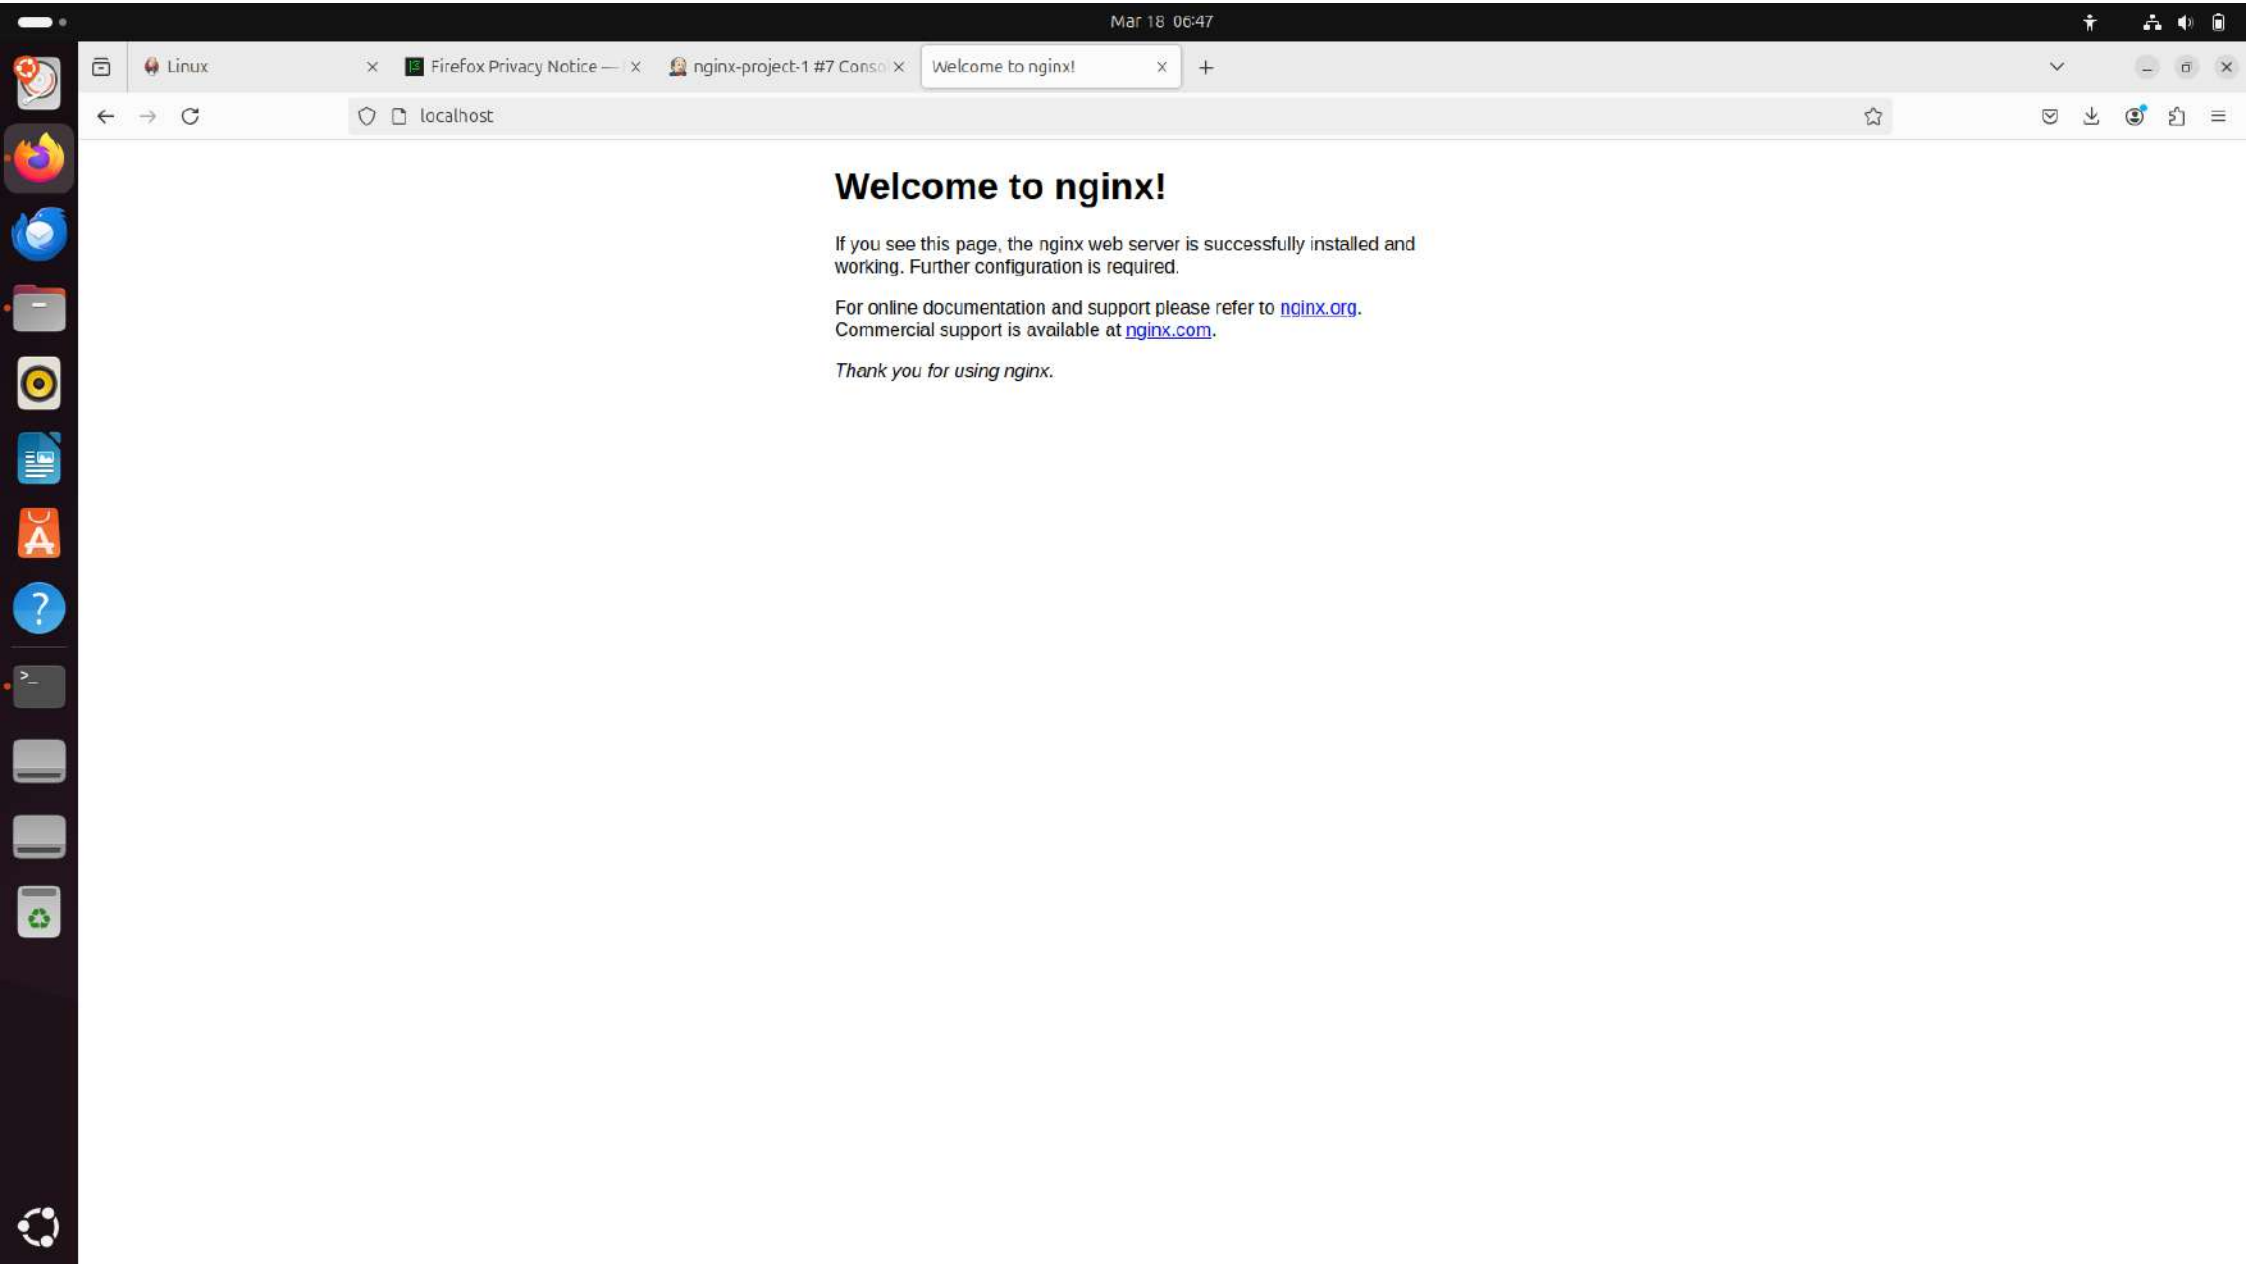 Mar 18 06:47
Linux
Firefox Privacy Notice —
nginx-project-1 #7 Conso
Welcome to nginx!
localhost
Welcome to nginx!
If you see this page, the nginx web server is successfully installed and
working. Further configuration is required.
For online documentation and support please refer to nginx.org.
Commercial support is available at nginx.com.
Thank you for using nginx.